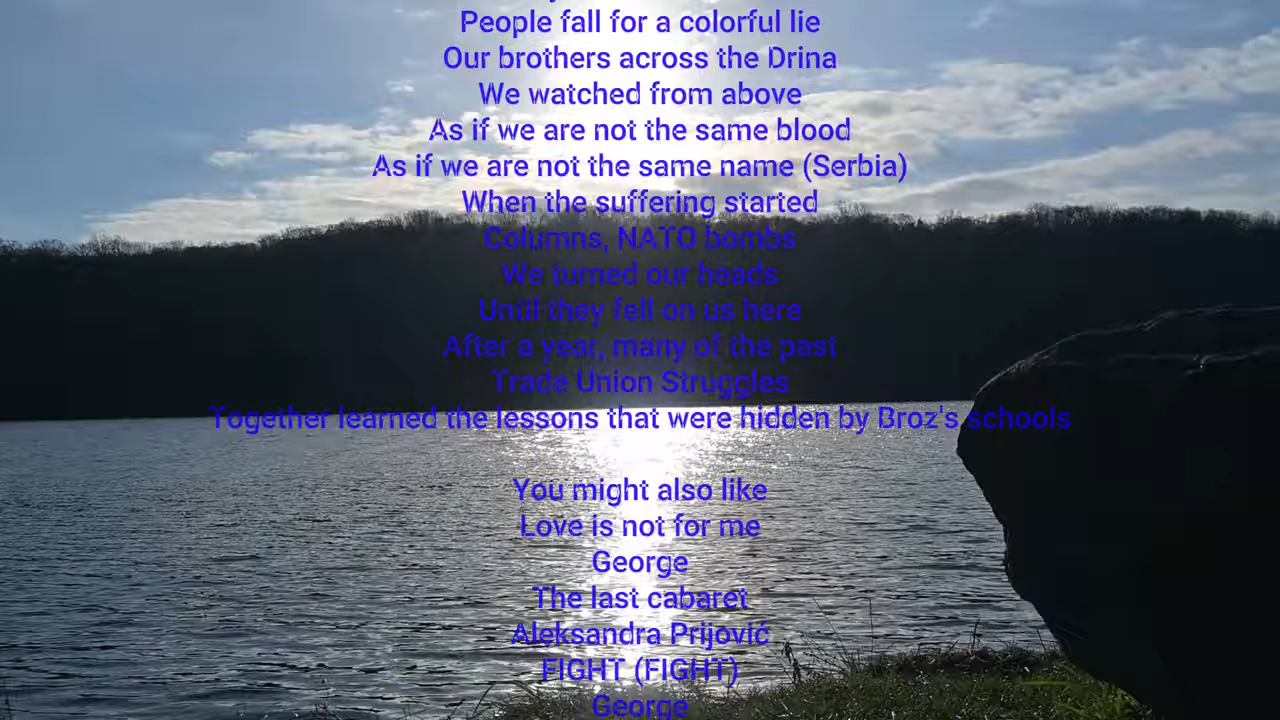 People fall for a colorful lie
Our brothers across the Drina
We watched from above
As if we are not the same blood
As if we are not the same name (Serbia)
When the suffering started
Columns, NATO bombs
We turned our heads
Until they fell on us here
After a year, many of the past
Trade Union Struggles
Together learned the lessons that were hidden by Broz's schools
You might also like
Love is not for me
George
The last cabaret
Aleksandra Prijović
FIGHT (FIGHT)
George